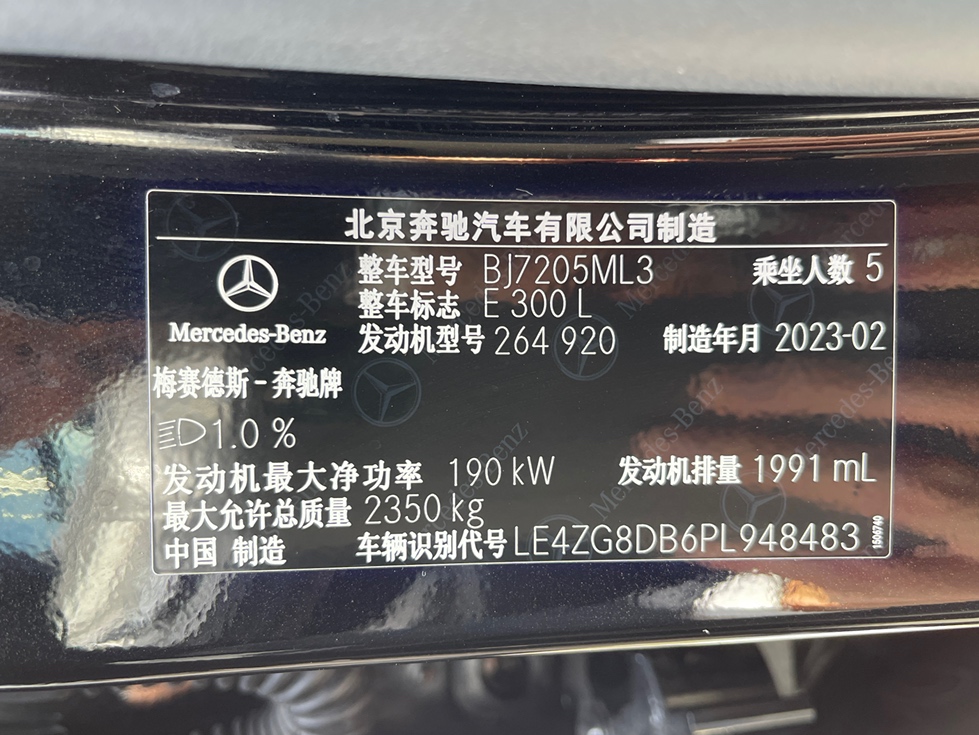 北京奔驰汽车有限公司制造
整车型号 BJ7205ML3 乘坐人数 5
整车标志 E 300 L
Mercedes-Benz
发动机型号 264 920 制造年月 2023-02
梅赛德斯-奔驰牌
1.0 %
发动机最大净功率 190 kW 发动机排量 1991 mL
最大允许总质量 2350 kg
中国 制造 车辆识别代号 LE4ZG8DB6PL948483
1506740